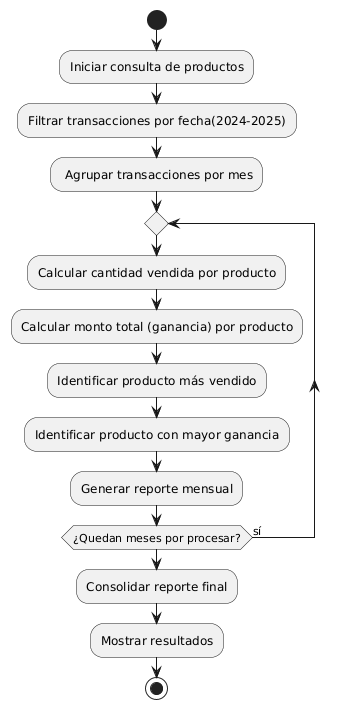 Iniciar consulta de productos
Filtrar transacciones por fecha(2024-2025)
Agrupar transacciones por mes
Calcular cantidad vendida por producto
Calcular monto total (ganancia) por producto
Identificar producto más vendido
Identificar producto con mayor ganancia
Generar reporte mensual
¿Quedan meses por procesar?
sí
Consolidar reporte final
Mostrar resultados